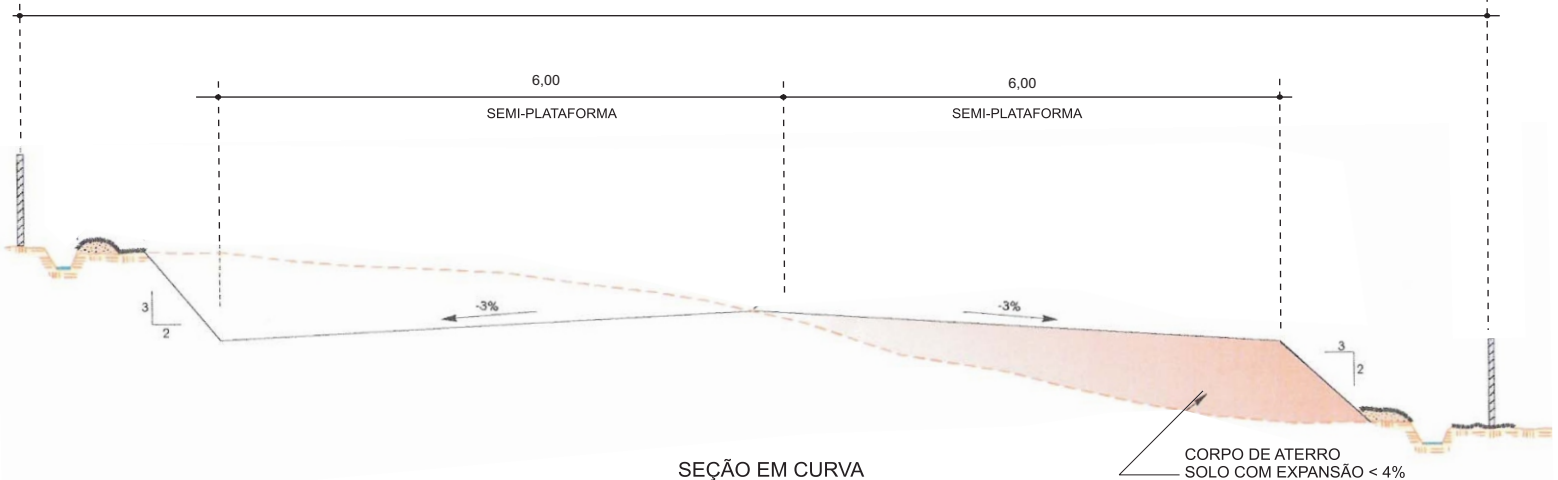 6,00
6,00
SEMI-PLATAFORMA
SEMI-PLATAFORMA
-3%
-3%
3
2
3
2
SEÇÃO EM CURVA
CORPO DE ATERRO
SOLO COM EXPANSÃO < 4%